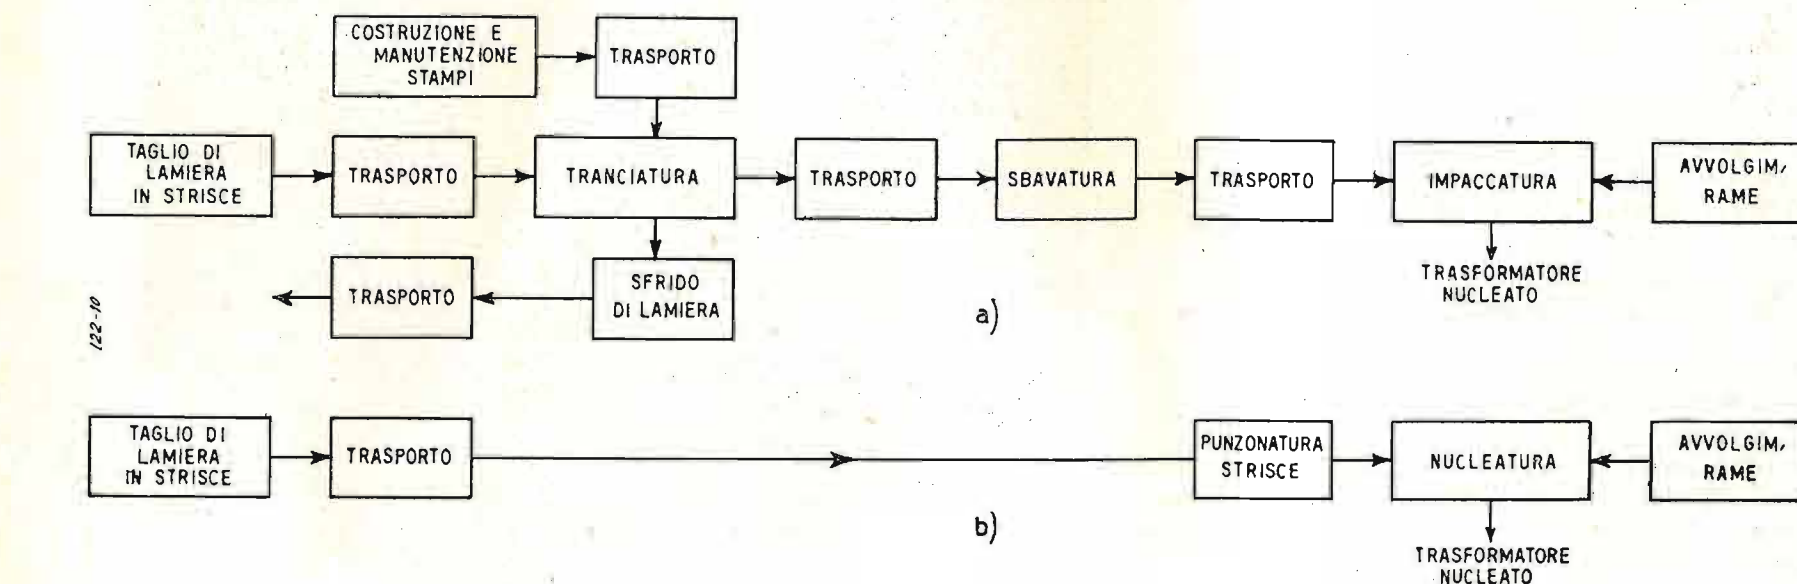 COSTRUZIONE E
MANUTENZIONE
STAMPI
TRASPORTO
TAGLIO DI
LAMIERA
IN STRISCE
TRASPORTO
TRANCIATURA
TRASPORTO
SBAVATURA
TRASPORTO
IMPACCATURA
AVVOLGIM,
RAME
TRASPORTO
SFRIDO
DI LAMIERA
TRASFORMATORE
NUCLEATO
a)
122-10
TAGLIO DI
LAMIERA
IN STRISCE
TRASPORTO
PUNZONATURA
STRISCE
NUCLEATURA
AVVOLGIM,
RAME
b)
TRASFORMATORE
NUCLEATO